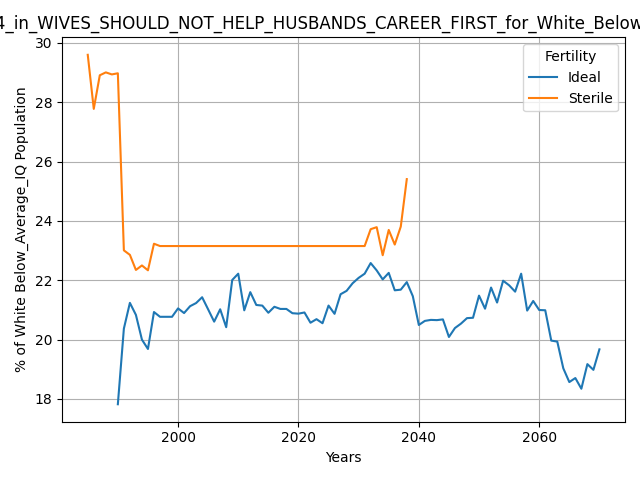 4_in_WIVES_SHOULD_NOT_HELP_HUSBANDS_CAREER_FIRST_for_White_Below
Fertility
Ideal
Sterile
30
28
26
24
22
20
18
% of White Below_Average_IQ Population
2000
2020
2040
2060
Years